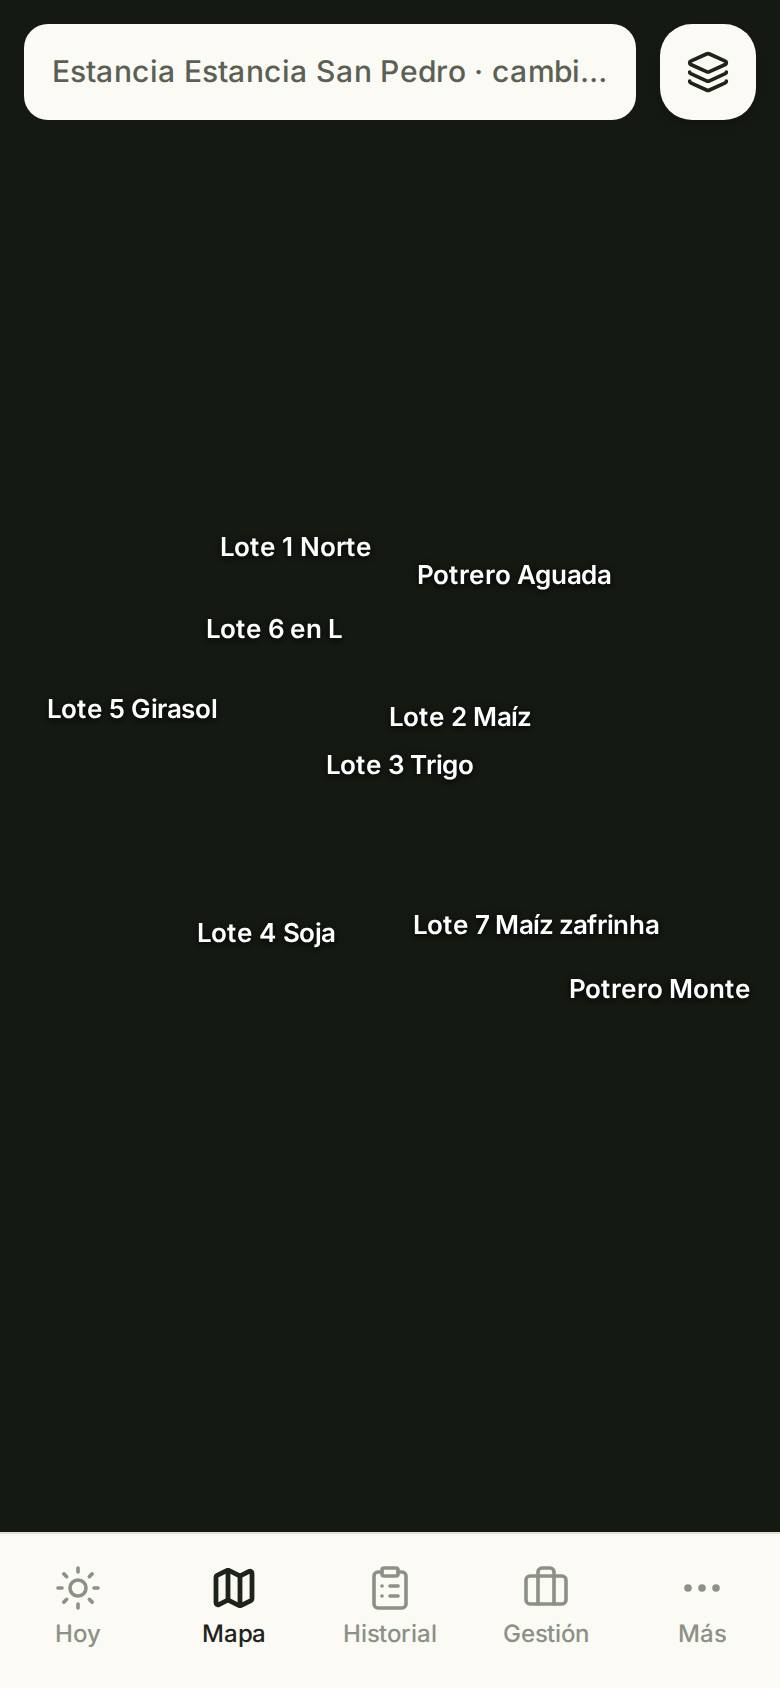 Estancia Estancia San Pedro · cambi...
Lote 1 Norte
Potrero Aguada
Lote 6 en L
Lote 5 Girasol
Lote 2 Maíz
Lote 3 Trigo
Lote 7 Maíz zafrinha
Lote 4 Soja
Potrero Monte
Hoy
Mapa
Historial
Gestión
Más